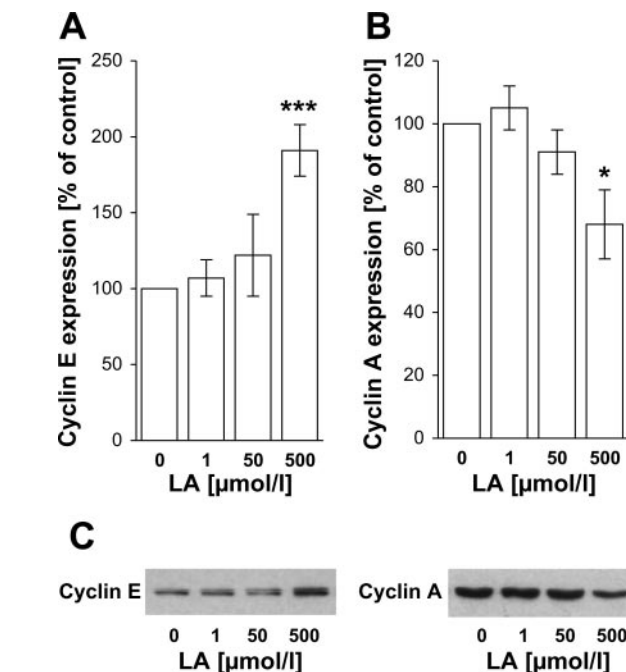 A
Cyclin E expression [% of control]
250
200
150
100
50
0
***
0 1 50 500
LA [µmol/l]
B
Cyclin A expression [% of control]
120
100
80
60
40
20
0
*
0 1 50 500
LA [µmol/l]
C
Cyclin E
0 1 50 500
LA [µmol/l]
Cyclin A
0 1 50 500
LA [µmol/l]